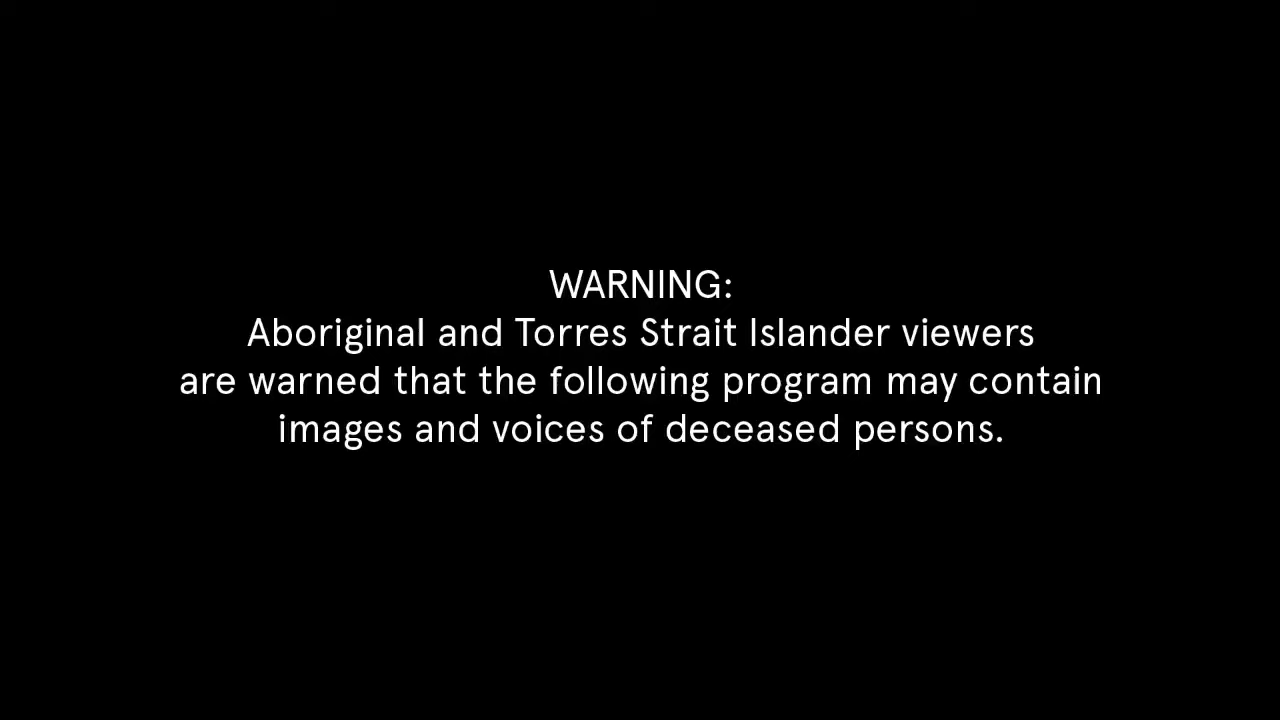 WARNING:
Aboriginal and Torres Strait Islander viewers
are warned that the following program may contain
images and voices of deceased persons.